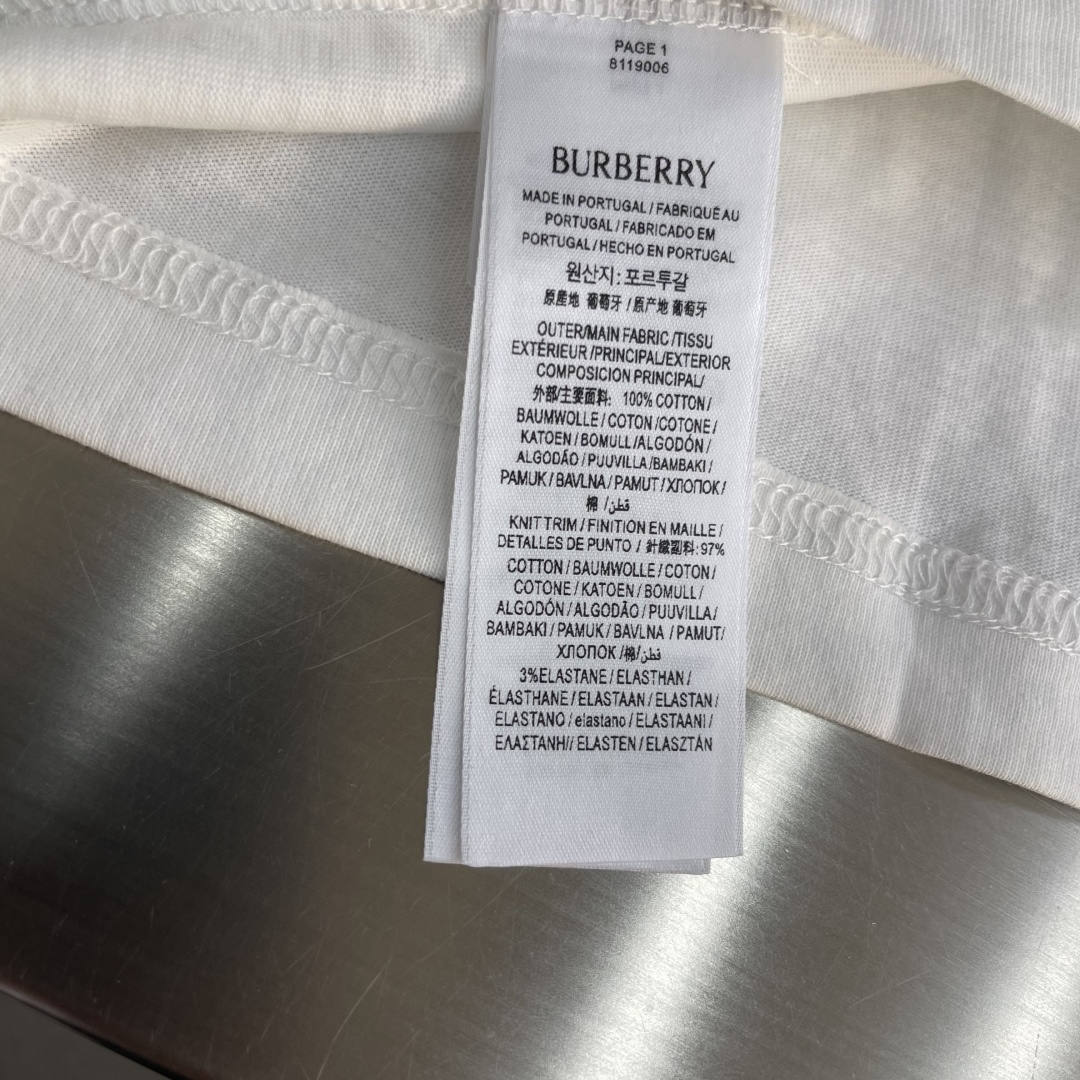 PAGE 1
8119006
BURBERRY
MADE IN PORTUGAL / FABRIQUÉ AU
PORTUGAL / FABRICADO EM
PORTUGAL / HECHO EN PORTUGAL
원산지: 포르투갈
原産地 葡萄牙 / 原产地 葡萄牙
OUTER/MAIN FABRIC /TISSU
EXTÉRIEUR /PRINCIPAL/EXTERIOR
COMPOSICION PRINCIPAL/
外部/主要面料: 100% COTTON /
BAUMWOLLE / COTON /COTONE /
KATOEN / BOMULL /ALGODÓN /
ALGODÃO / PUUVILLA /BAMBAKI /
PAMUK / BAVLNA / PAMUT / ХЛОПОК /
棉 /قطن
KNIT TRIM / FINITION EN MAILLE /
DETALLES DE PUNTO / 針織副料: 97%
COTTON / BAUMWOLLE / COTON /
COTONE / KATOEN / BOMULL /
ALGODÓN / ALGODÃO / PUUVILLA /
BAMBAKI / PAMUK / BAVLNA / PAMUT/
ХЛОПОК /棉/قطن
3%ELASTANE / ELASTHAN /
ÉLASTHANE / ELASTAAN / ELASTAN /
ELASTANO / elastano / ELASTAANI /
ΕΛΑΣΤΑΝΗ// ELASTEN / ELASZTÁN